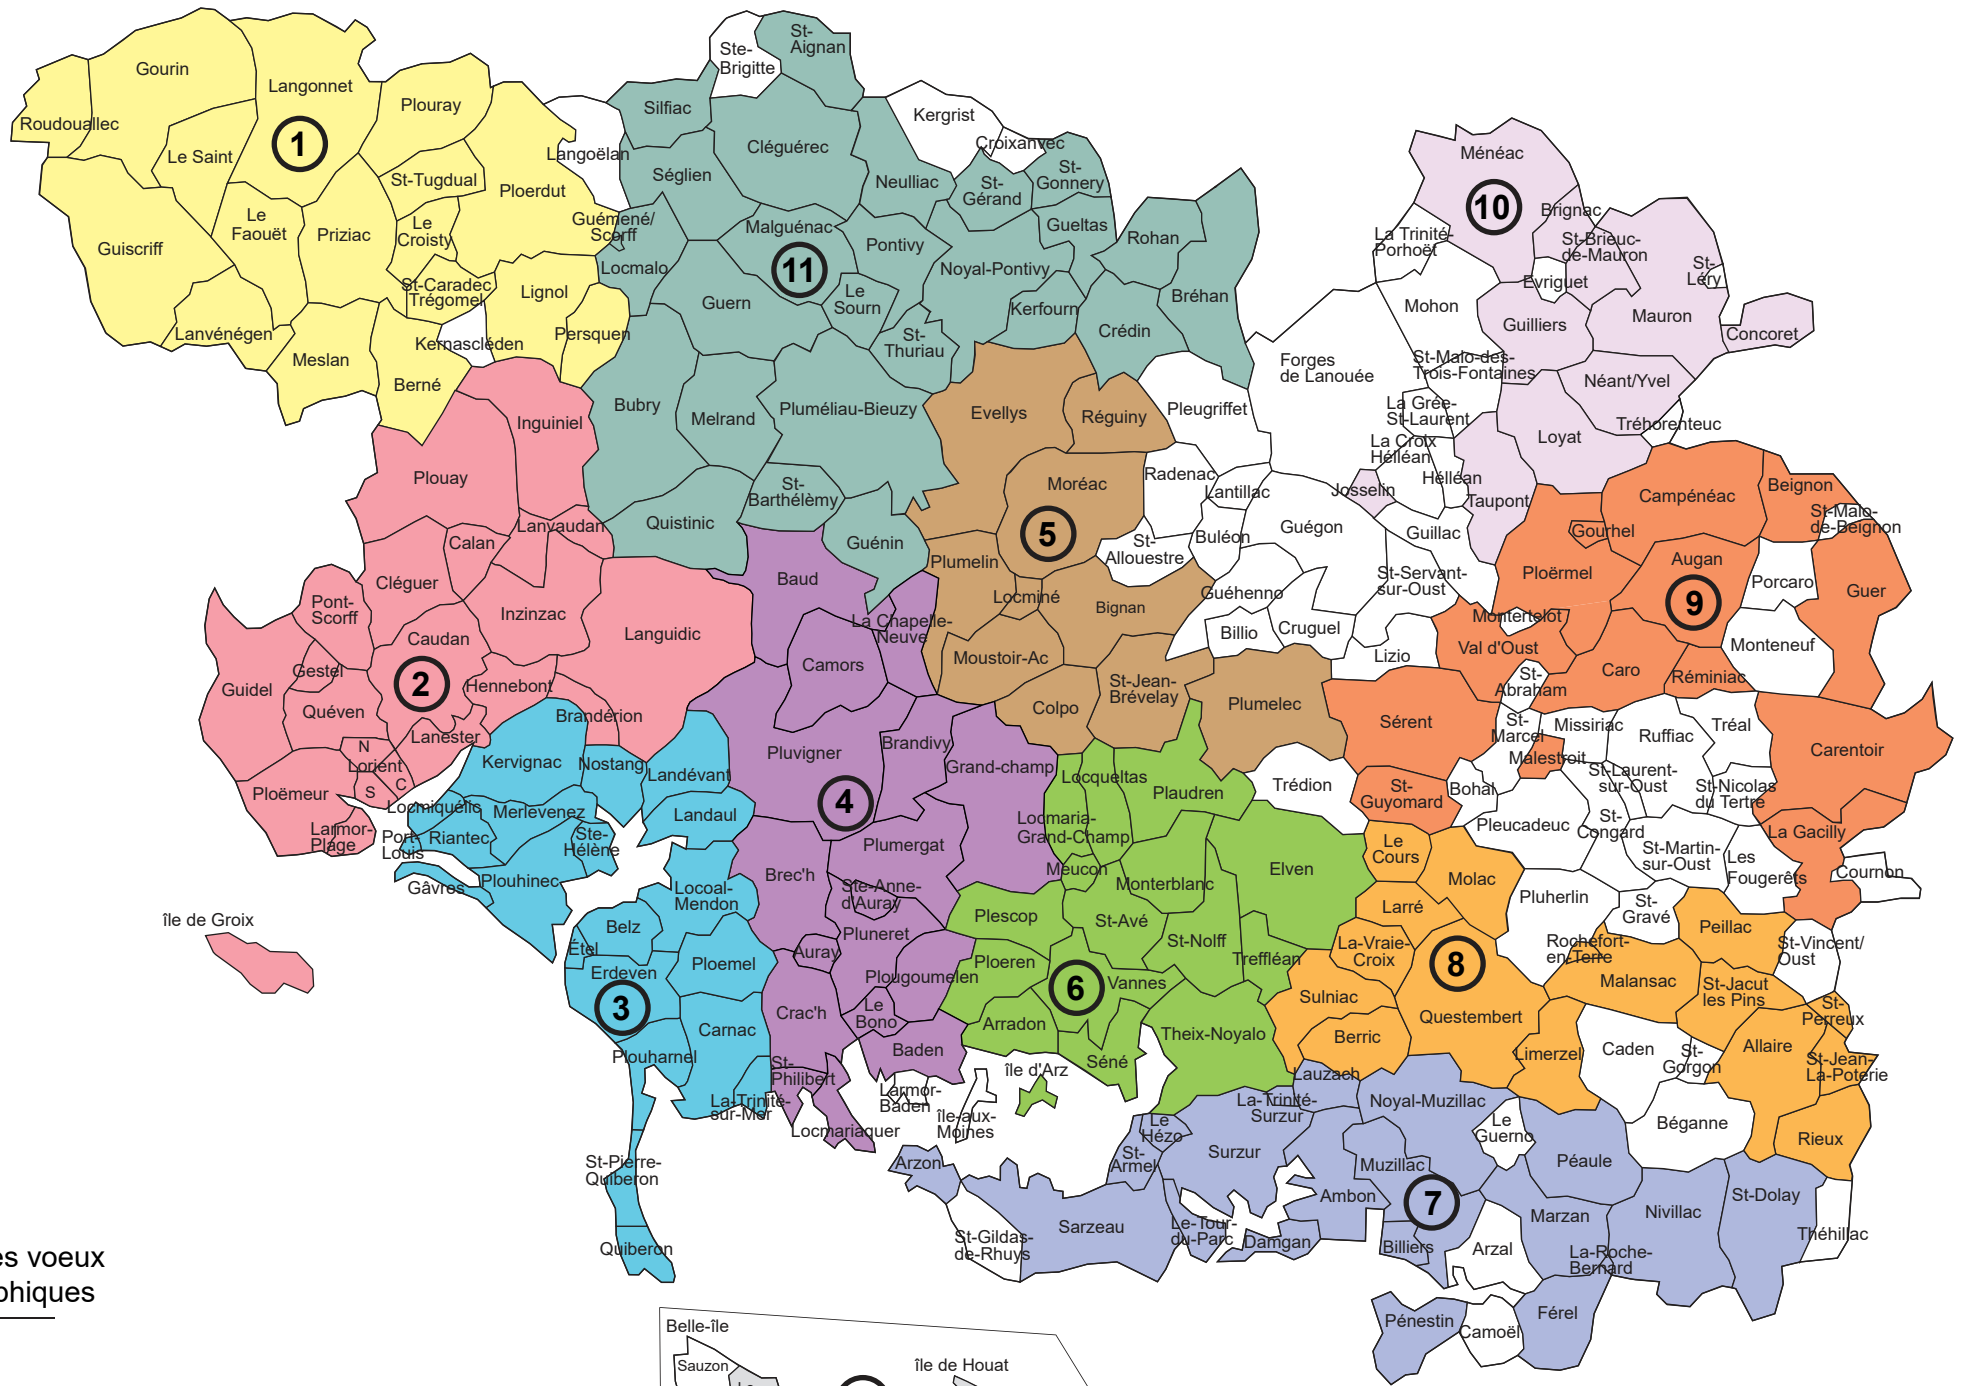 Gourin
Langonnet
Plouray
Roudouallec
Le Saint
1
St-Tugdual
Ploerdut
Langoëlan
Guiscriff
Le
Faouët
Priziac
Le
Croisty
Guémené/
Scorff
St-Caradec
Trégomel
Lignol
Lanvénégen
Meslan
Berné
Kernascléden
Persquen
Ste-
Brigitte
St-
Aignan
Silfiac
Cléguérec
Kergrist
Croixanvec
Séglien
Neulliac
St-
Gérand
St-
Gonnery
Malguénac
Pontivy
Gueltas
Rohan
11
Locmalo
Noyal-Pontivy
Guern
Le
Sourn
Kerfourn
Bréhan
St-
Thuriau
Crédin
Bubry
Melrand
Pluméliau-Bieuzy
St-
Barthélèmy
Quistinic
Guénin
Ménéac
10
Brignac
La Trinité-
Porhoët
St-Brieuc-
de-Mauron
St-
Léry
Evriguet
Mohon
Guilliers
Mauron
Concoret
Forges
de Lanouée
St-Malo-des-
Trois-Fontaines
Néant/Yvel
La Grée-
St-Laurent
Tréhorenteuc
La Croix
Helléan
Loyat
Helléan
Josselin
Taupont
Guillac
Guégon
St-Servant-
sur-Oust
Evellys
Réguiny
Pleugriffet
Moréac
Radenac
Lantillac
5
Buléon
St-
Allouestre
Plumelin
Locminé
Bignan
Guéhenno
Billio
Cruguel
Lizio
Moustoir-Ac
St-Jean-
Brévelay
Colpo
Plumelec
Campénéac
Beignon
St-Malo-
de-Beignon
Gourhel
Ploërmel
Augan
Porcaro
Guer
9
Montertelot
Val d'Oust
Monteneuf
Caro
Réminiac
St-
Abraham
Sérent
St-
Marcel
Missiriac
Malestroit
Ruffiac
Tréal
Carentoir
St-Laurent-
sur-Oust
St-Nicolas
du Tertre
St-
Guyomard
Bohal
Pleucadeuc
St-
Congard
La Gacilly
St-Martin-
sur-Oust
Les
Fougerêts
Cournon
Inguiniel
Plouay
Lanvaudan
Calan
Cléguer
Pont-
Scorff
Inzinzac
Languidic
Caudan
Gestel
Guidel
2
Hennebont
Quéven
Brandérion
Lanester
N
Lorient
S
C
Ploëmeur
Larmor-
Plage
île de Groix
Kervignac
Nostang
Landévant
Locmiquélic
Merlevenez
Landaul
Port-
Louis
Riantec
Ste-
Hélène
Gâvres
Plouhinec
Locoal-
Mendon
Belz
Étel
Erdeven
Ploemel
3
Carnac
Plouharnel
La-Trinité-
sur-Mer
St-Pierre-
Quiberon
Quiberon
Baud
La Chapelle-
Neuve
Camors
Pluvigner
Brandivy
Grand-champ
4
Plumergat
Brec'h
Ste-Anne-
d'Auray
Pluneret
Auray
Plougoumelen
Crac'h
Le
Bono
Baden
St-
Philibert
Larmor-
Baden
Locmariaquer
Île-aux-
Moines
Locqueltas
Plaudren
Trédion
Locmaria-
Grand-Champ
Meucon
Monterblanc
Elven
Plescop
St-Avé
St-Nolff
Ploeren
Treffléan
6
Vannes
Arradon
Séné
Theix-Noyalo
île d'Arz
Le
Cours
Molac
Larré
Pluherlin
St-
Gravé
Peillac
La-Vraie-
Croix
Rochefort-
en-Terre
St-Vincent/
Oust
8
Malansac
St-Jacut
les Pins
Sulniac
Questembert
St-
Perreux
Berric
Limerzel
Caden
St-
Gorgon
Allaire
St-Jean-
La-Poterie
Béganne
Rieux
Lauzach
La-Trinité-
Surzur
Noyal-Muzillac
Le
Guerno
Le
Hézo
St-
Armel
Surzur
Péaule
Muzillac
Arzon
7
Ambon
Sarzeau
St-Gildas-
de-Rhuys
Le-Tour-
du-Parc
Damgan
Billiers
Arzal
Marzan
Nivillac
St-Dolay
Théhillac
La-Roche-
Bernard
Pénestin
Camoël
Férel
es voeux
phiques
Belle-île
Sauzon
île de Houat